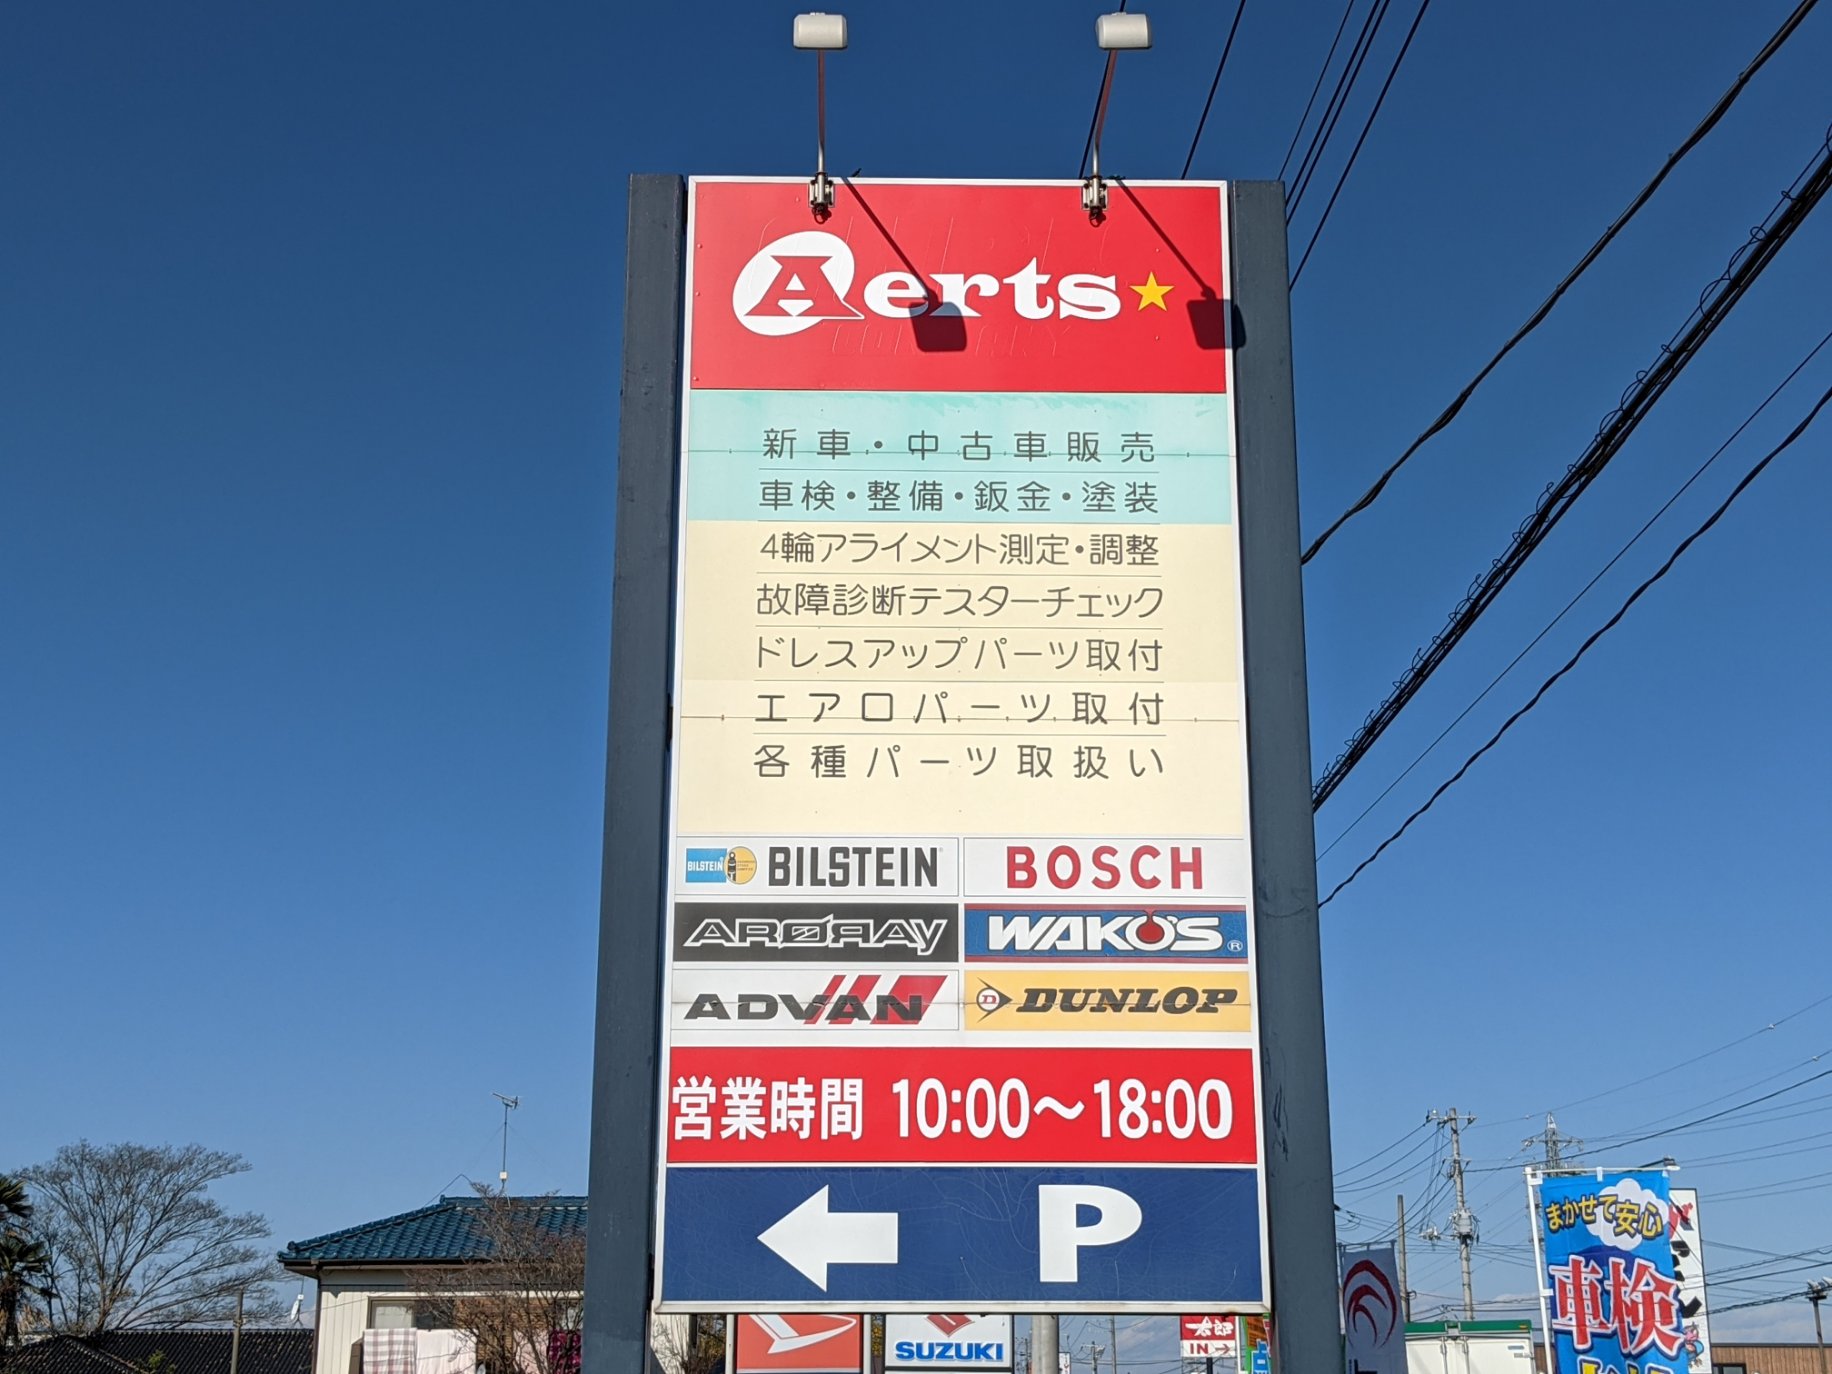 Aerts★
新車・中古車販売
車検・整備・鈑金・塗装
4輪アライメント測定・調整
故障診断テスターチェック
ドレスアップパーツ取付
エアロパーツ取付
各種パーツ取扱い
BILSTEIN BILSTEIN
BOSCH
ARORAY
WAKO'S®
ADVAN
D DUNLOP
営業時間 10:00〜18:00
← P
SUZUKI
IN →
まかせて安心
車検